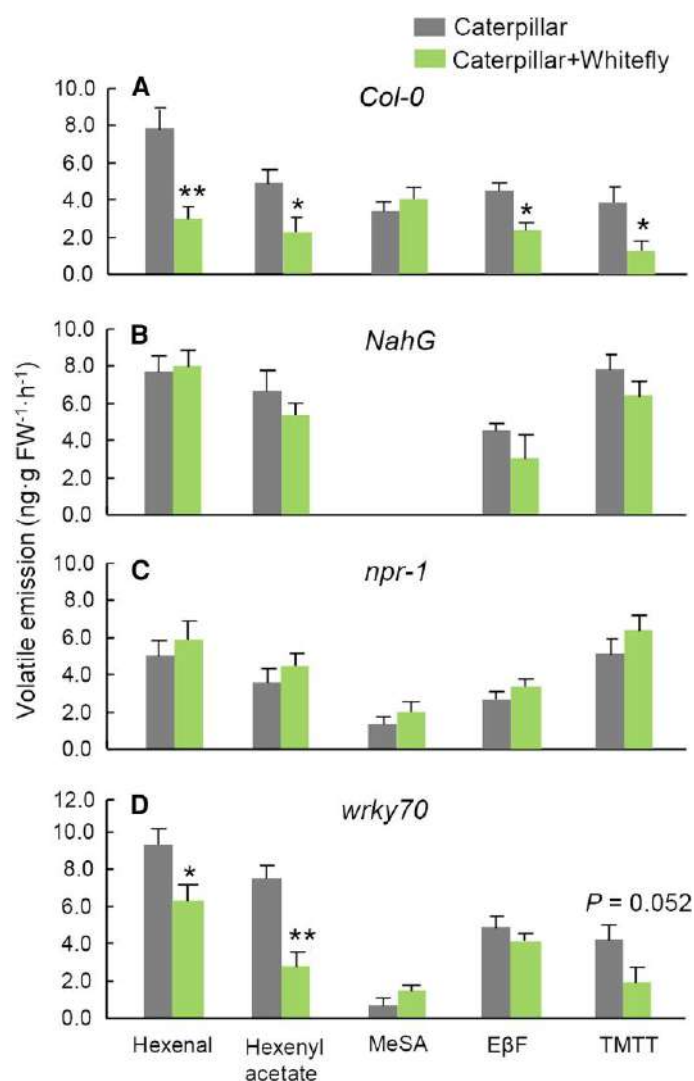 Caterpillar
Caterpillar+Whitefly
A
Col-0
10.0
8.0
6.0
4.0
2.0
0.0
**
*
*
*
B
NahG
10.0
8.0
6.0
4.0
2.0
0.0
C
npr-1
10.0
8.0
6.0
4.0
2.0
0.0
D
wrky70
12.0
10.0
8.0
6.0
4.0
2.0
0.0
*
**
P = 0.052
Volatile emission (ng·g FW⁻¹·h⁻¹)
Hexenal
Hexenyl
acetate
MeSA
EβF
TMTT